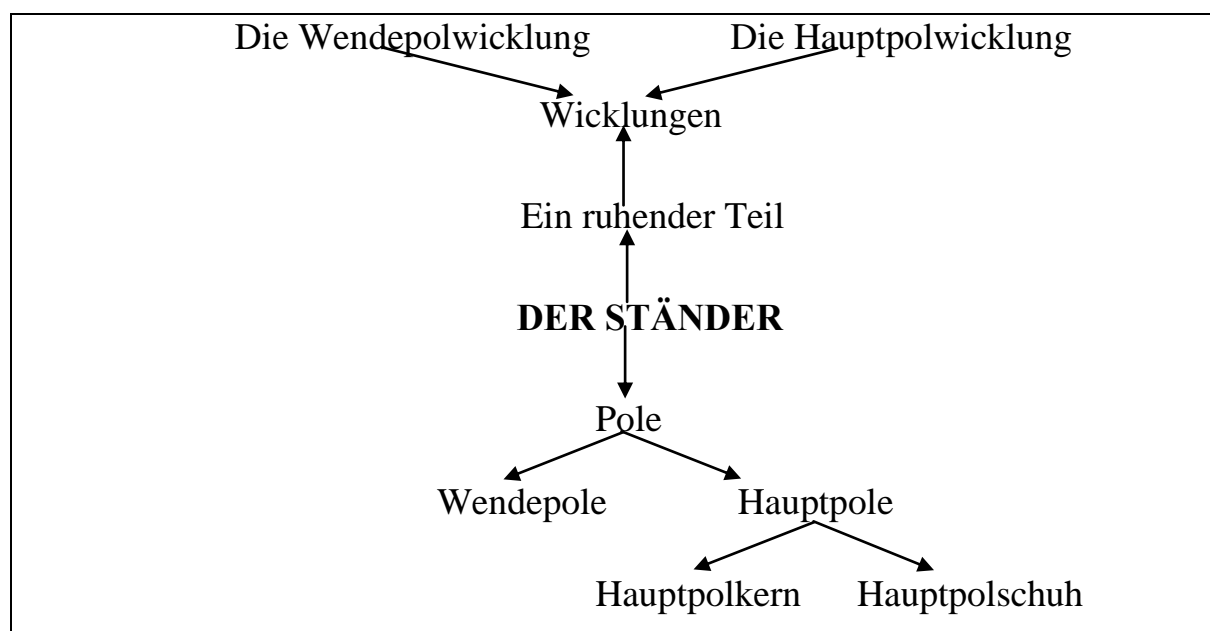 Die Wendepolwicklung Die Hauptpolwicklung
Wicklungen
Ein ruhender Teil
DER STÄNDER
Pole
Wendepole Hauptpole
Hauptpolkern Hauptpolschuh